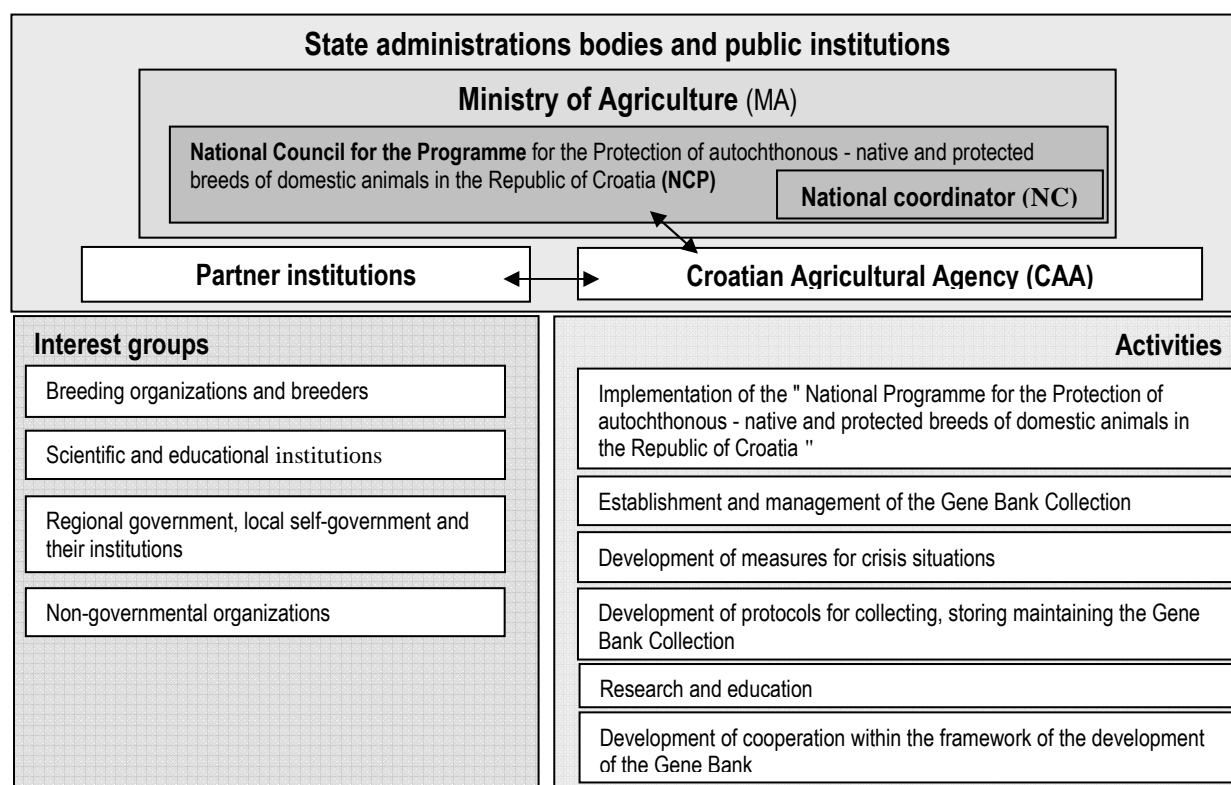 State administrations bodies and public institutions
Ministry of Agriculture (MA)
National Council for the Programme for the Protection of autochthonous - native and protected
breeds of domestic animals in the Republic of Croatia (NCP)
National coordinator (NC)
Partner institutions
Croatian Agricultural Agency (CAA)
Interest groups
Breeding organizations and breeders
Scientific and educational institutions
Regional government, local self-government and
their institutions
Non-governmental organizations
Activities
Implementation of the " National Programme for the Protection of
autochthonous - native and protected breeds of domestic animals in
the Republic of Croatia "
Establishment and management of the Gene Bank Collection
Development of measures for crisis situations
Development of protocols for collecting, storing maintaining the Gene
Bank Collection
Research and education
Development of cooperation within the framework of the development
of the Gene Bank